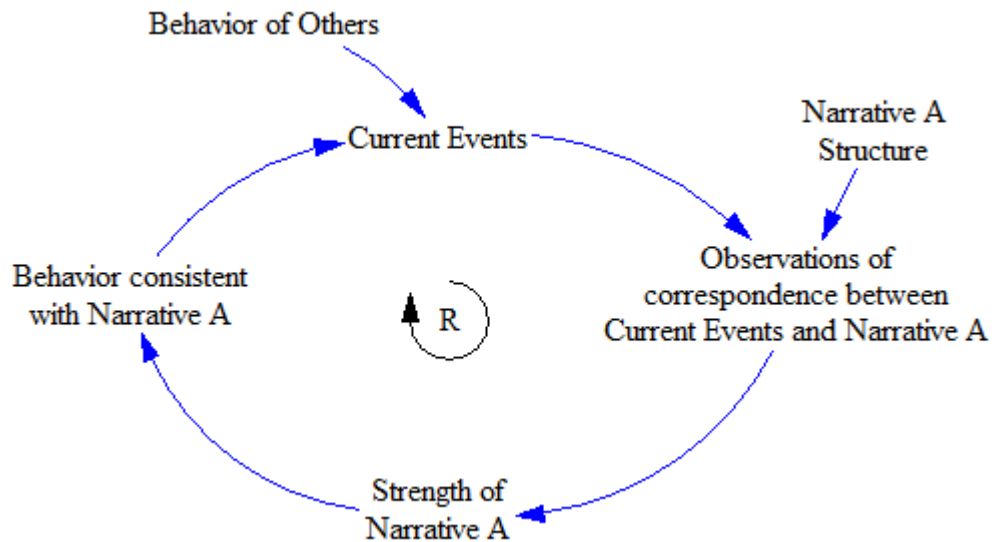 Behavior of Others
Current Events
Narrative A
Structure
Observations of
correspondence between
Current Events and Narrative A
Behavior consistent
with Narrative A
R
Strength of
Narrative A